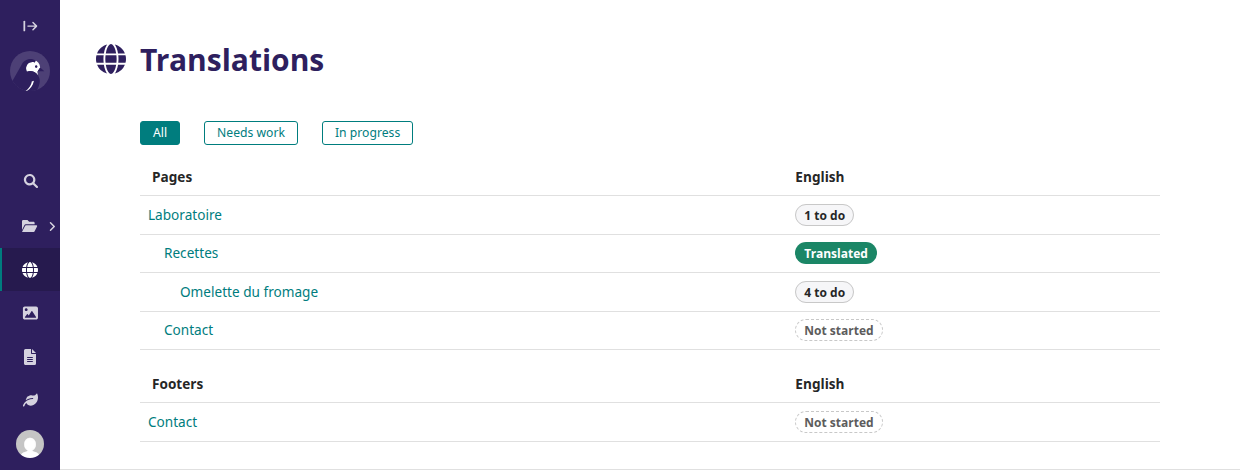 Translations
All Needs work In progress
Pages English
Laboratoire 1 to do
Recettes Translated
Omelette du fromage 4 to do
Contact Not started
Footers English
Contact Not started